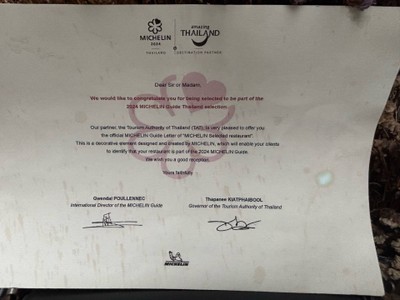 MICHELIN
2024
THAILAND
amazing
THAILAND
DESTINATION PARTNER
Dear Sir or Madam,
We would like to congratulate you for being selected to be part of the
2024 MICHELIN Guide Thailand selection.
Our partner, the Tourism Authority of Thailand (TAT) is very pleased to offer you,
the official MICHELIN Guide Letter of "MICHELIN Selected restaurant".
This is a decorative element designed and created by MICHELIN, which will enable your clients
to identify that your restaurant is part of the 2024 MICHELIN Guide.
We wish you a good reception.
Yours faithfully
Gwendal POULLENNEC
International Director of the MICHELIN Guide
Thapanee KIATPHAIBOOL
Governor of the Tourism Authority of Thailand
MICHELIN